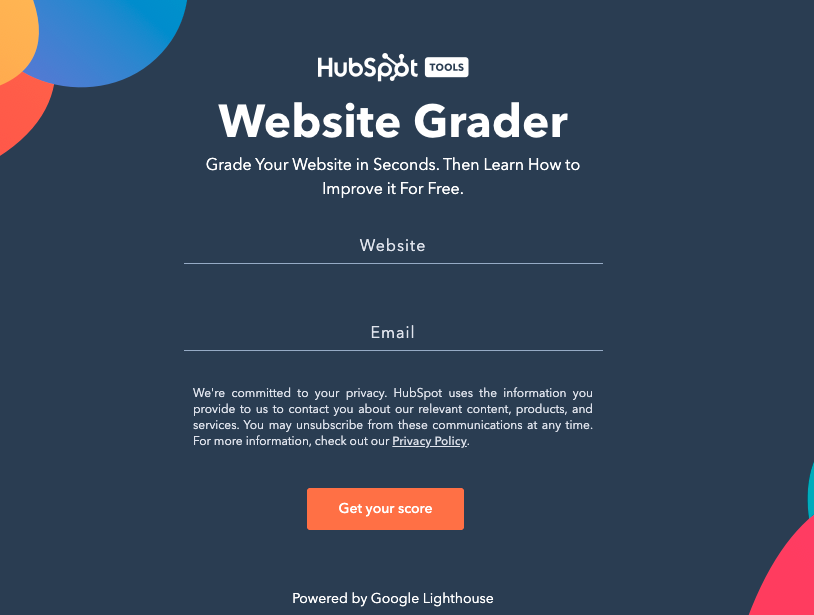 HubSpot TOOLS
Website Grader
Grade Your Website in Seconds. Then Learn How to
Improve it For Free.
Website
Email
We're committed to your privacy. HubSpot uses the information you
provide to us to contact you about our relevant content, products, and
services. You may unsubscribe from these communications at any time.
For more information, check out our Privacy Policy.
Get your score
Powered by Google Lighthouse